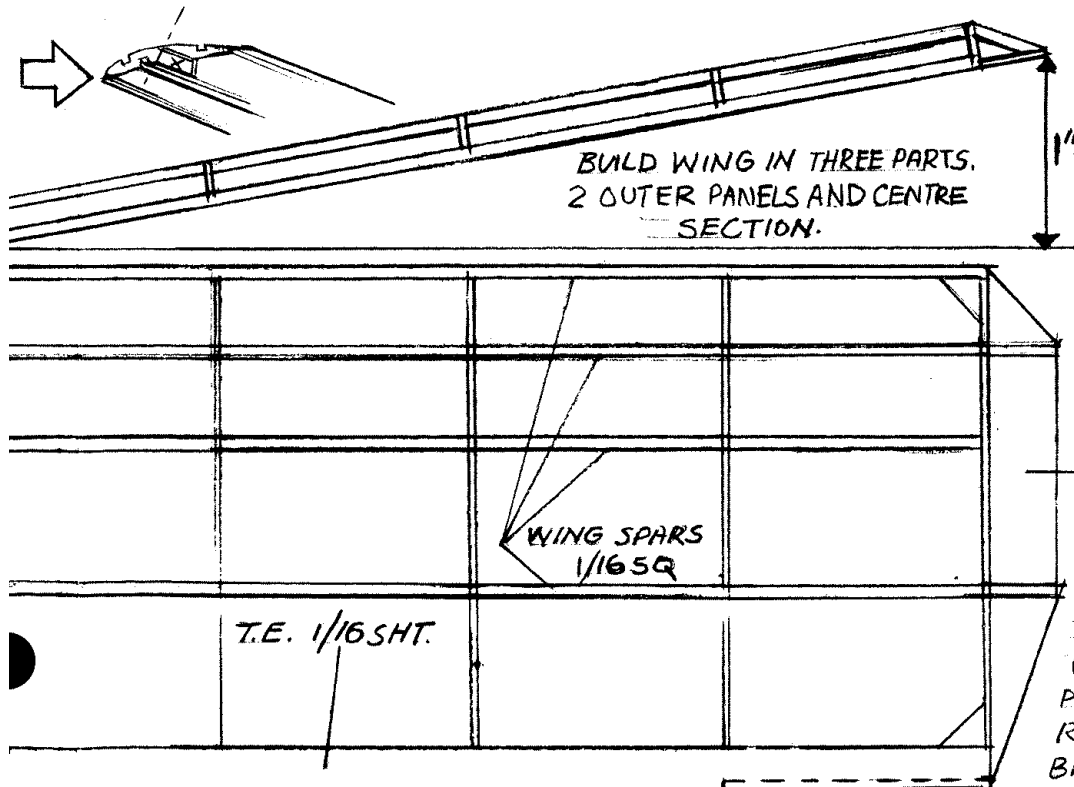 1"
BUILD WING IN THREE PARTS.
2 OUTER PANELS AND CENTRE
SECTION.
WING SPARS
1/16 SQ
T.E. 1/16 SHT.